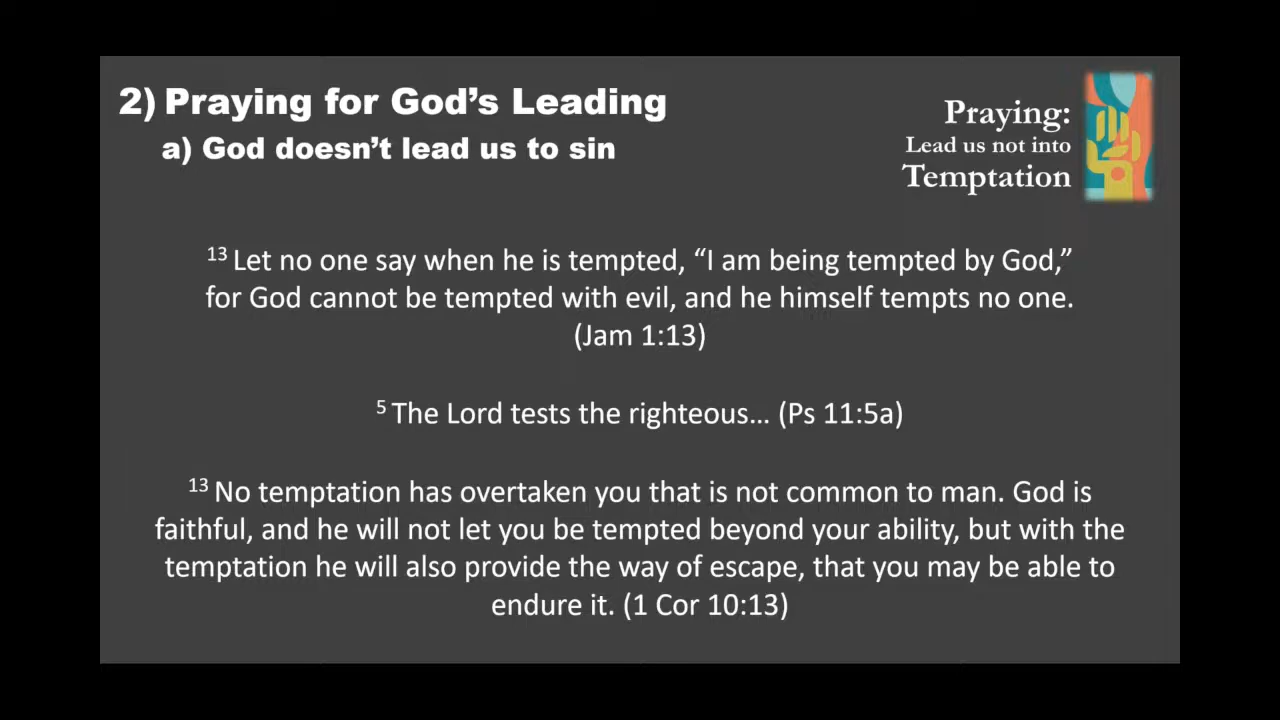 2) Praying for God's Leading
a) God doesn't lead us to sin
Praying:
Lead us not into
Temptation
13 Let no one say when he is tempted, “I am being tempted by God,”
for God cannot be tempted with evil, and he himself tempts no one.
(Jam 1:13)
5 The Lord tests the righteous… (Ps 11:5a)
13 No temptation has overtaken you that is not common to man. God is
faithful, and he will not let you be tempted beyond your ability, but with the
temptation he will also provide the way of escape, that you may be able to
endure it. (1 Cor 10:13)